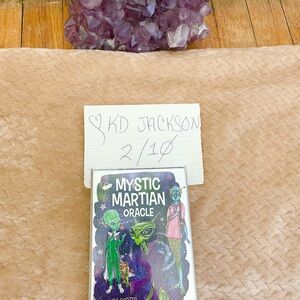 ♡ KD JACKSON
2/10
MYSTIC
MARTIAN
ORACLE